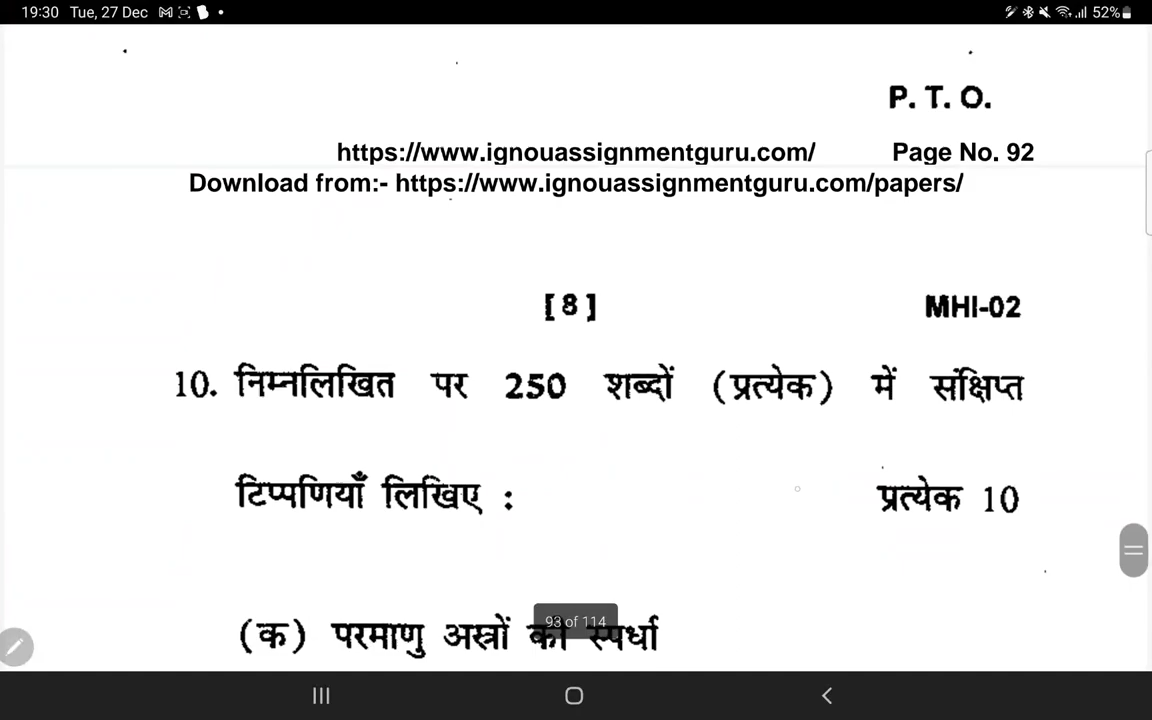 19:30 Tue, 27 Dec 52%
P. T. O.
https://www.ignouassignmentguru.com/ Page No. 92
Download from:- https://www.ignouassignmentguru.com/papers/
[ 8 ] MHI-02
10. निम्नलिखित पर 250 शब्दों (प्रत्येक) में संक्षिप्त
टिप्पणियाँ लिखिए : प्रत्येक 10
93 of 114
(क) परमाणु अस्त्रों की स्पर्धा